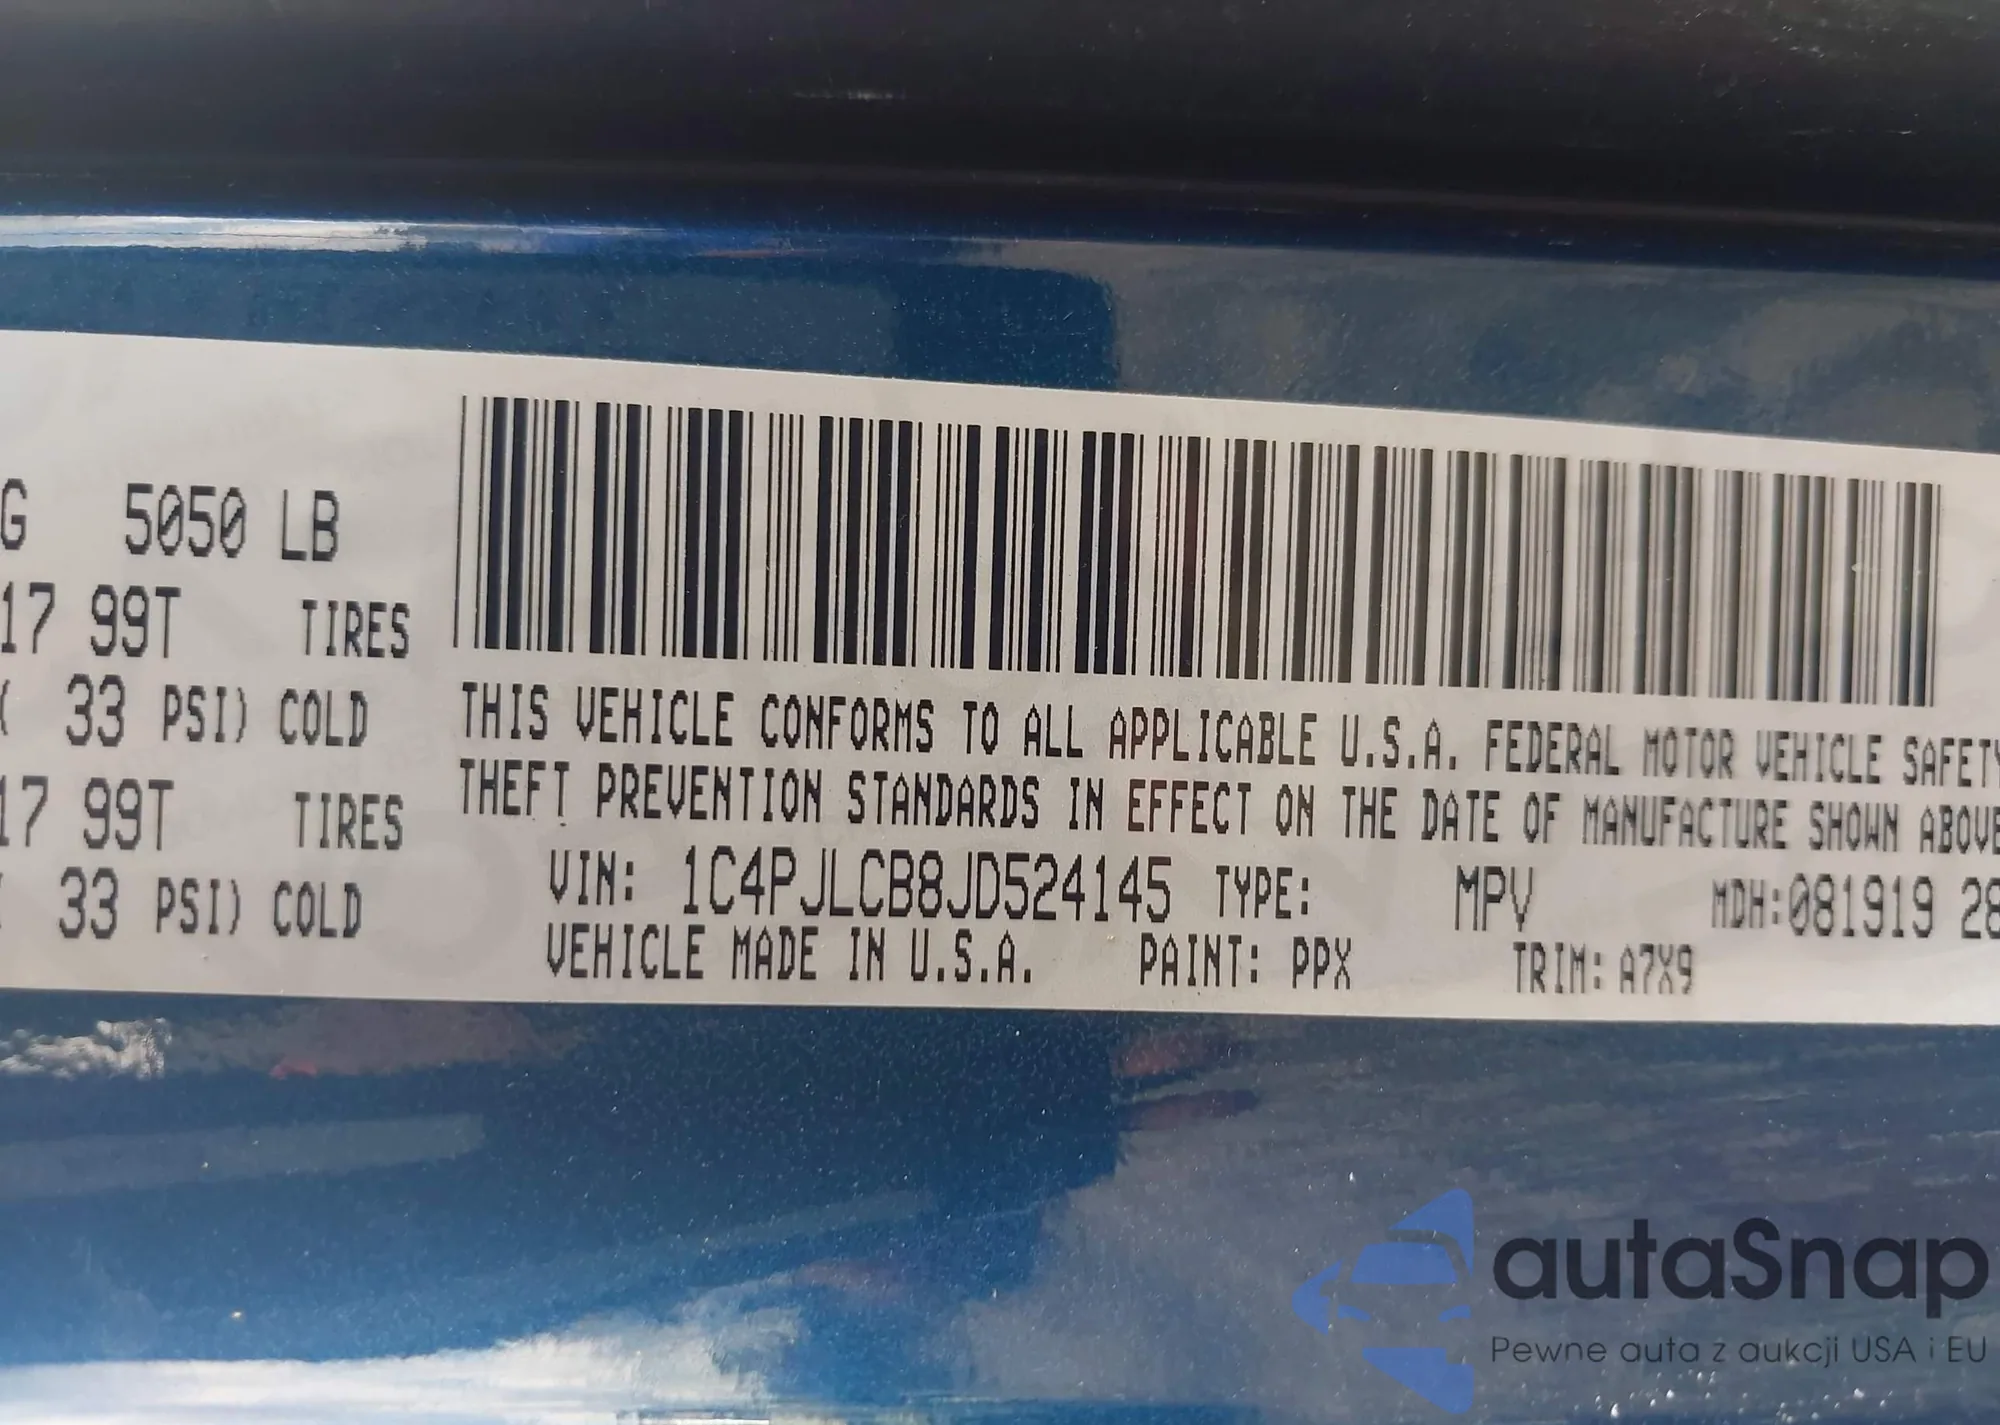 G 5050 LB
17 99T TIRES
( 33 PSI) COLD
17 99T TIRES
33 PSI) COLD
THIS VEHICLE CONFORMS TO ALL APPLICABLE U.S.A. FEDERAL MOTOR VEHICLE SAFETY
THEFT PREVENTION STANDARDS IN EFFECT ON THE DATE OF MANUFACTURE SHOWN ABOVE
VIN: 1C4PJLCB8JD524145 TYPE: MPV MDH:081919 28
VEHICLE MADE IN U.S.A. PAINT: PPX TRIM: A7X9
autaSnap
Pewne auta z aukcji USA i EU